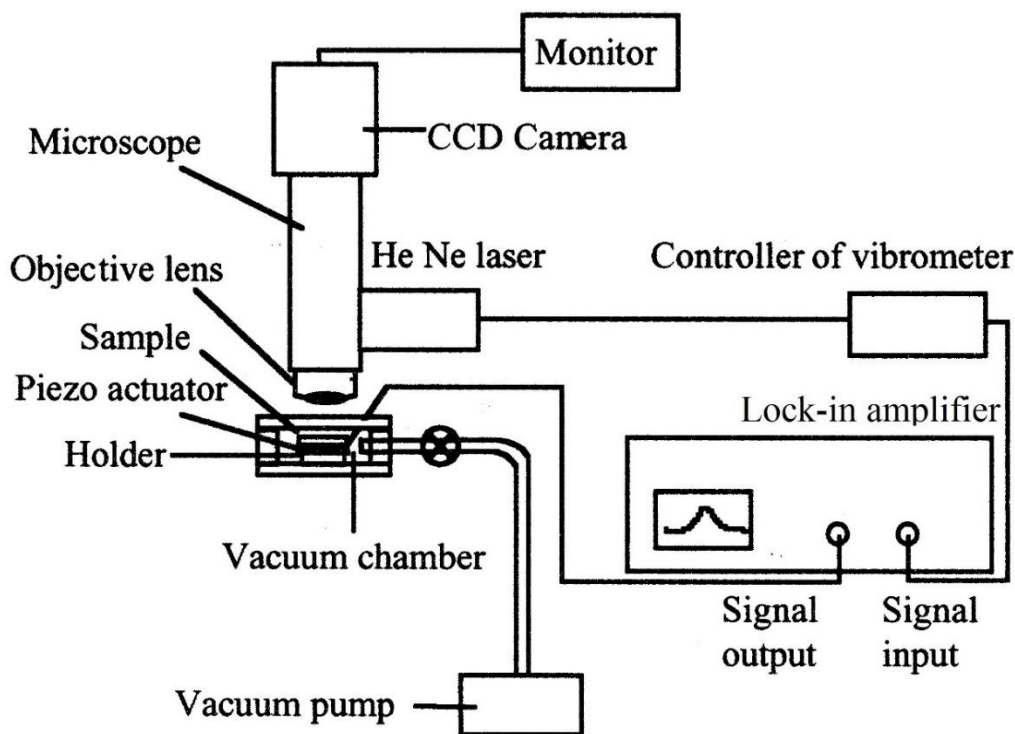 Monitor
CCD Camera
Microscope
He Ne laser
Controller of vibrometer
Objective lens
Sample
Piezo actuator
Lock-in amplifier
Holder
Vacuum chamber
Signal
output
Signal
input
Vacuum pump